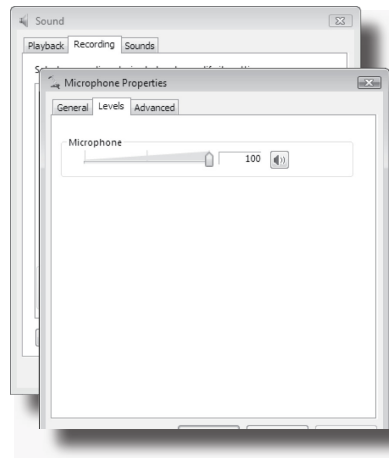 Sound
Playback Recording Sounds
Microphone Properties
General Levels Advanced
Microphone
100